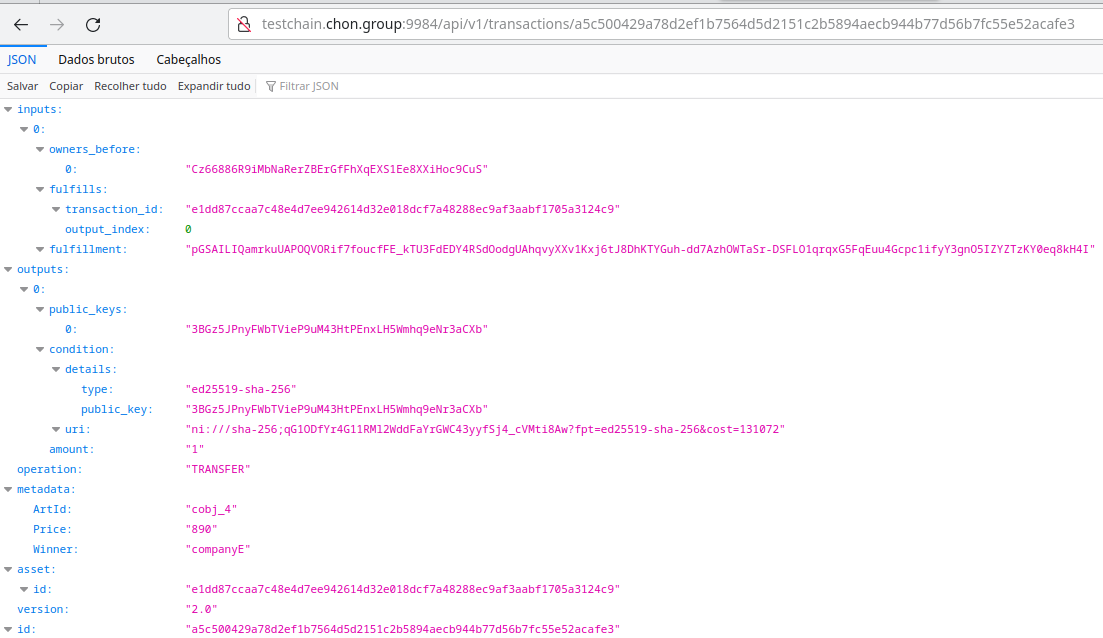 testchain.chon.group:9984/api/v1/transactions/a5c500429a78d2ef1b7564d5d2151c2b5894aecb944b77d56b7fc55e52acafe3
JSON Dados brutos Cabeçalhos
Salvar Copiar Recolher tudo Expandir tudo Filtrar JSON
inputs:
0:
owners_before:
0: "Cz66886R9iMbNaRerZBErGfFhXqEXS1Ee8XXiHoc9CuS"
fulfills:
transaction_id: "e1dd87ccaa7c48e4d7ee942614d32e018dcf7a48288ec9af3aabf1705a3124c9"
output_index: 0
fulfillment: "pGSAILIQamrkuUAPOQVORif7foucfFE_kTU3FdEDY4RSdOodgUAhqvyXXv1Kxj6tJ8DhKTYGuh-dd7AzhOWTaSr-DSFLO1qrqxG5FqEuu4Gcpc1ifyY3gnO5IZYZTzKY0eq8kH4I"
outputs:
0:
public_keys:
0: "3BGz5JPnyFWbTVieP9uM43HtPEnxLH5Wmhq9eNr3aCXb"
condition:
details:
type: "ed25519-sha-256"
public_key: "3BGz5JPnyFWbTVieP9uM43HtPEnxLH5Wmhq9eNr3aCXb"
uri: "ni:///sha-256;qG1ODfYr4G11RMl2WddFaYrGWC43yyfSj4_cVMti8Aw?fpt=ed25519-sha-256&cost=131072"
amount: "1"
operation: "TRANSFER"
metadata:
ArtId: "cobj_4"
Price: "890"
Winner: "companyE"
asset:
id: "e1dd87ccaa7c48e4d7ee942614d32e018dcf7a48288ec9af3aabf1705a3124c9"
version: "2.0"
id: "a5c500429a78d2ef1b7564d5d2151c2b5894aecb944b77d56b7fc55e52acafe3"